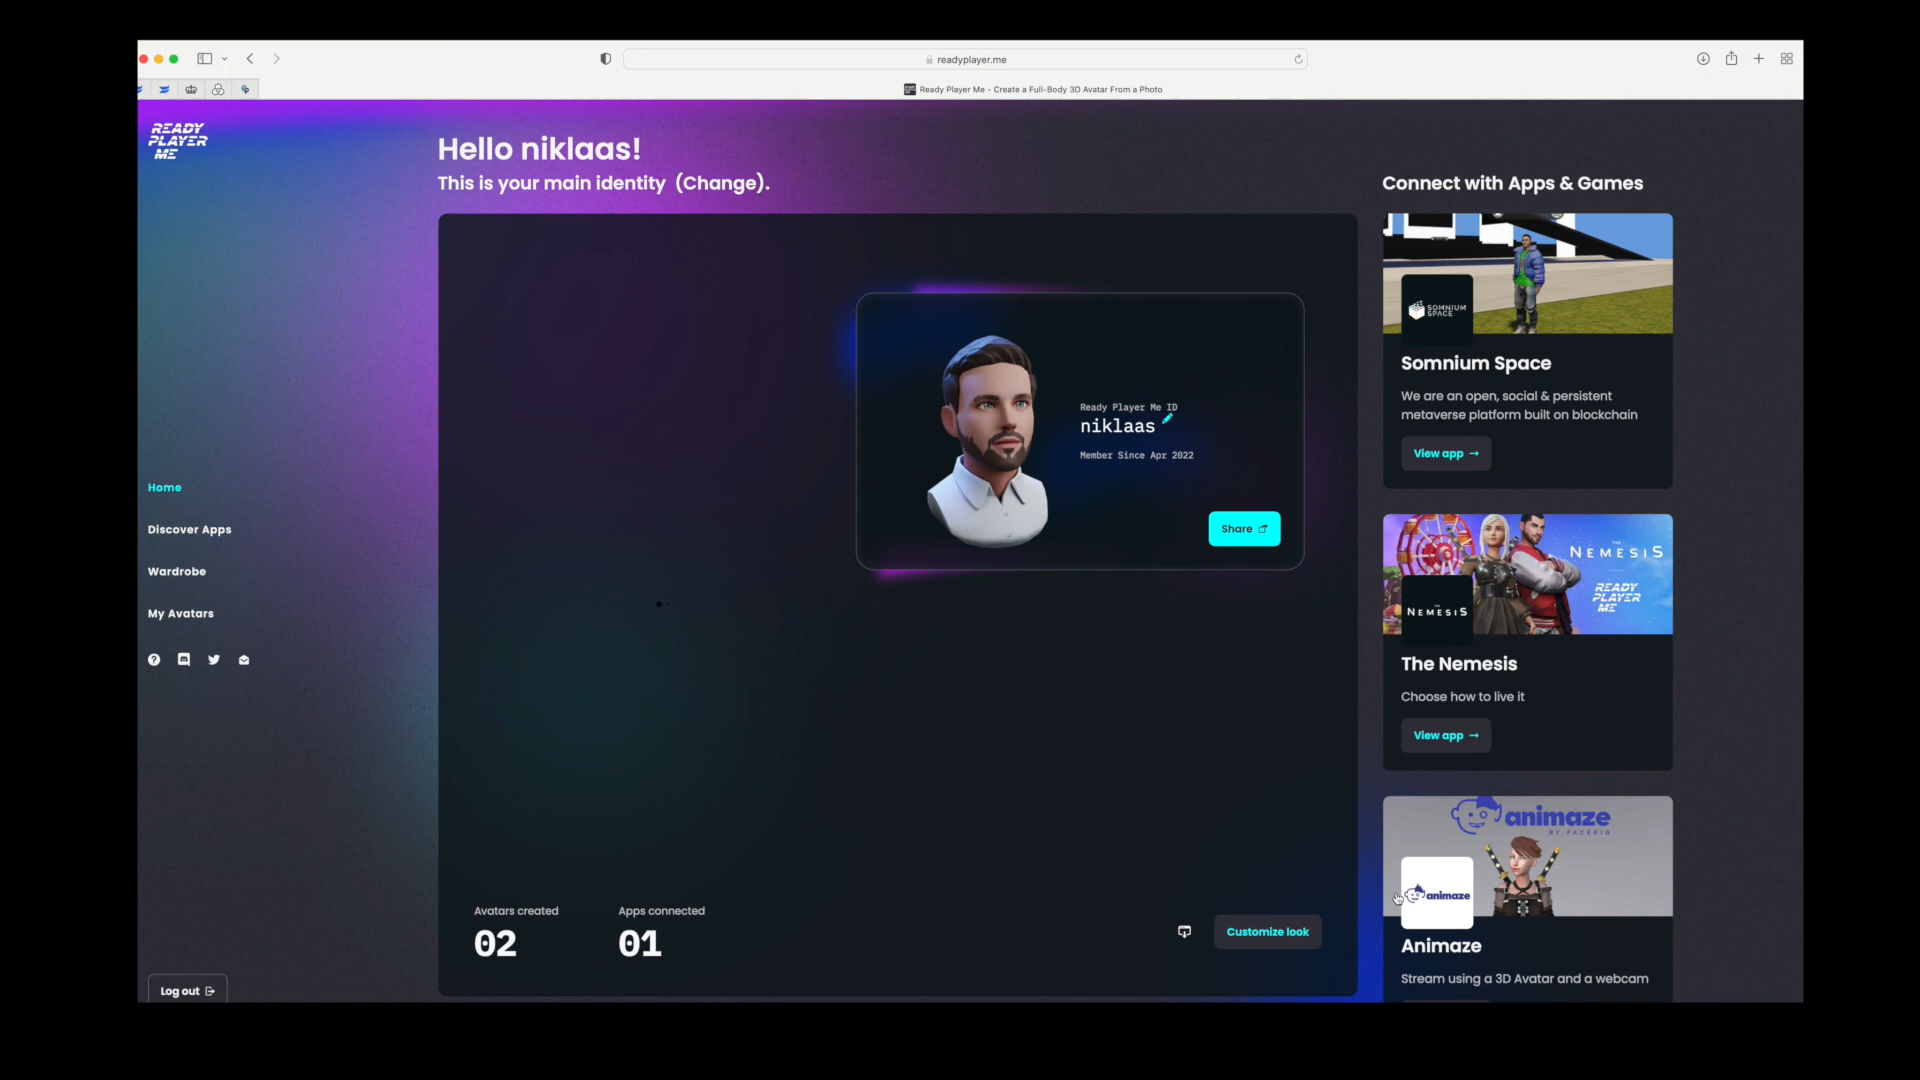 readyplayer.me
Ready Player Me - Create a Full-Body 3D Avatar From a Photo
READY
PLAYER
ME
Hello niklaas!
This is your main identity (Change).
Home
Discover Apps
Wardrobe
My Avatars
Log out
Ready Player Me ID
niklaas
Member Since Apr 2022
Share
Avatars created
02
Apps connected
01
Customize look
Connect with Apps & Games
SOMNIUM
SPACE
Somnium Space
We are an open, social & persistent
metaverse platform built on blockchain
View app →
THE
NEMESIS
READY
PLAYER
ME
THE
NEMESIS
The Nemesis
Choose how to live it
View app →
animaze
BY FACERIG
animaze
Animaze
Stream using a 3D Avatar and a webcam